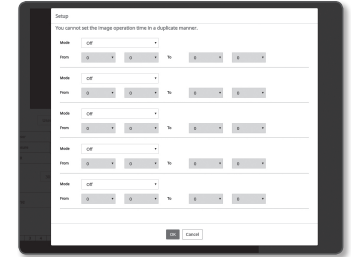 Setup
You cannot set the image operation time in a duplicate manner.
Mode Off
From 0 0 To 0 0
Mode Off
From 0 0 To 0 0
Mode Off
From 0 0 To 0 0
Mode Off
From 0 0 To 0 0
Mode Off
From 0 0 To 0 0
OK Cancel